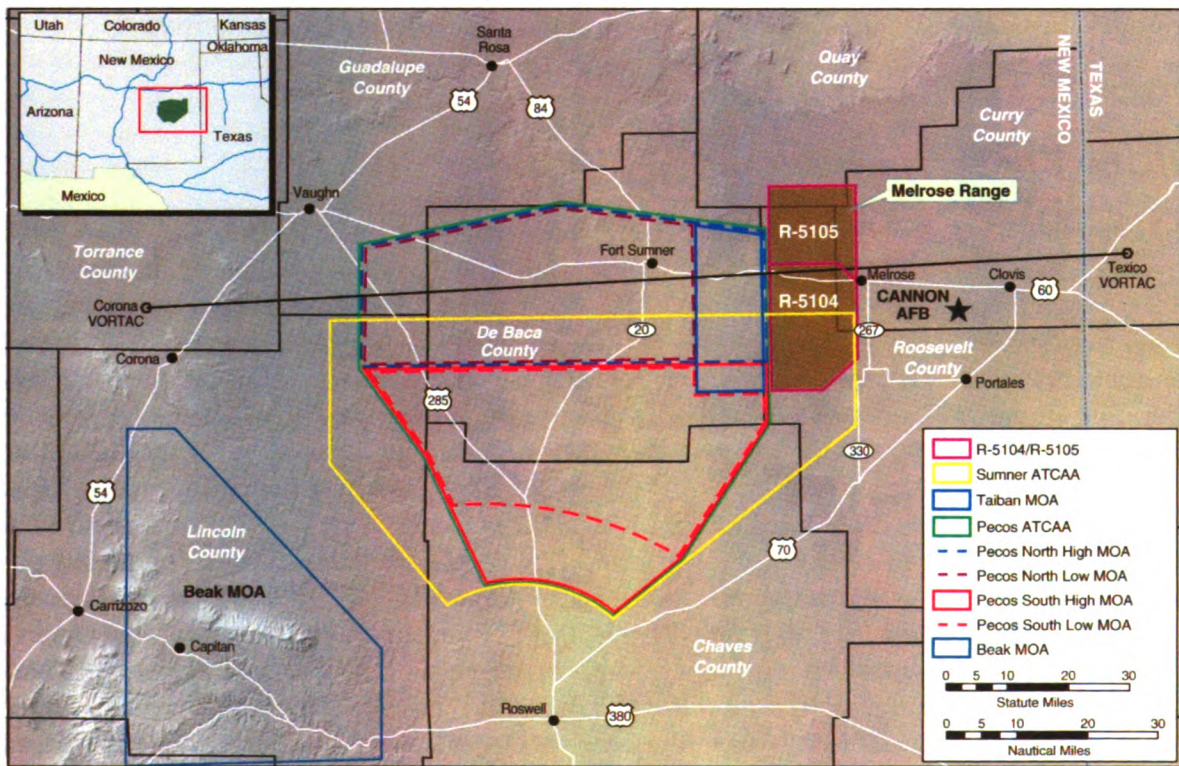 Utah
Colorado
Kansas
Oklahoma
New Mexico
Arizona
Texas
Mexico
Santa
Rosa
Guadalupe
County
54
84
Quay
County
TEXAS
NEW MEXICO
Curry
County
Melrose Range
Vaughn
Torrance
County
Fort Sumner
R-5105
Corona
VORTAC
Melrose
Clovis
Texico
VORTAC
R-5104
CANNON
AFB
60
De Baca
County
20
267
Roosevelt
County
Corona
285
Portales
330
54
Lincoln
County
Beak MOA
70
Carrizozo
Capitan
Chaves
County
Roswell
380
R-5104/R-5105
Sumner ATCAA
Taiban MOA
Pecos ATCAA
Pecos North High MOA
Pecos North Low MOA
Pecos South High MOA
Pecos South Low MOA
Beak MOA
0 5 10 20 30
Statute Miles
0 5 10 20 30
Nautical Miles